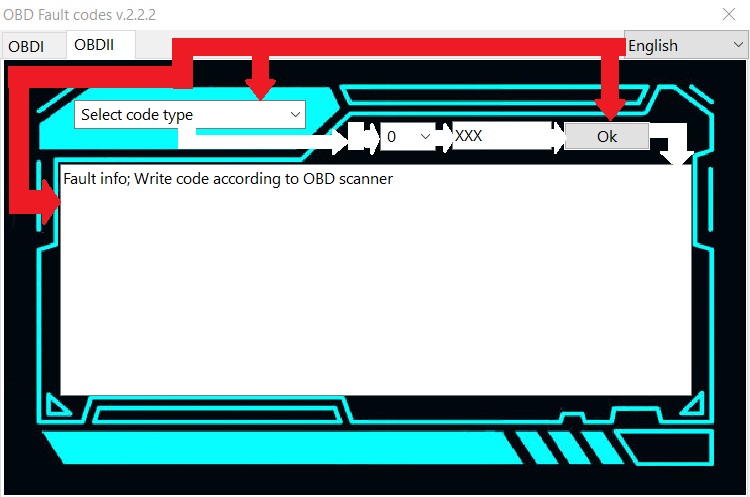 OBD Fault codes v.2.2.2
OBDI
OBDII
English
Select code type
0
XXX
Ok
Fault info; Write code according to OBD scanner